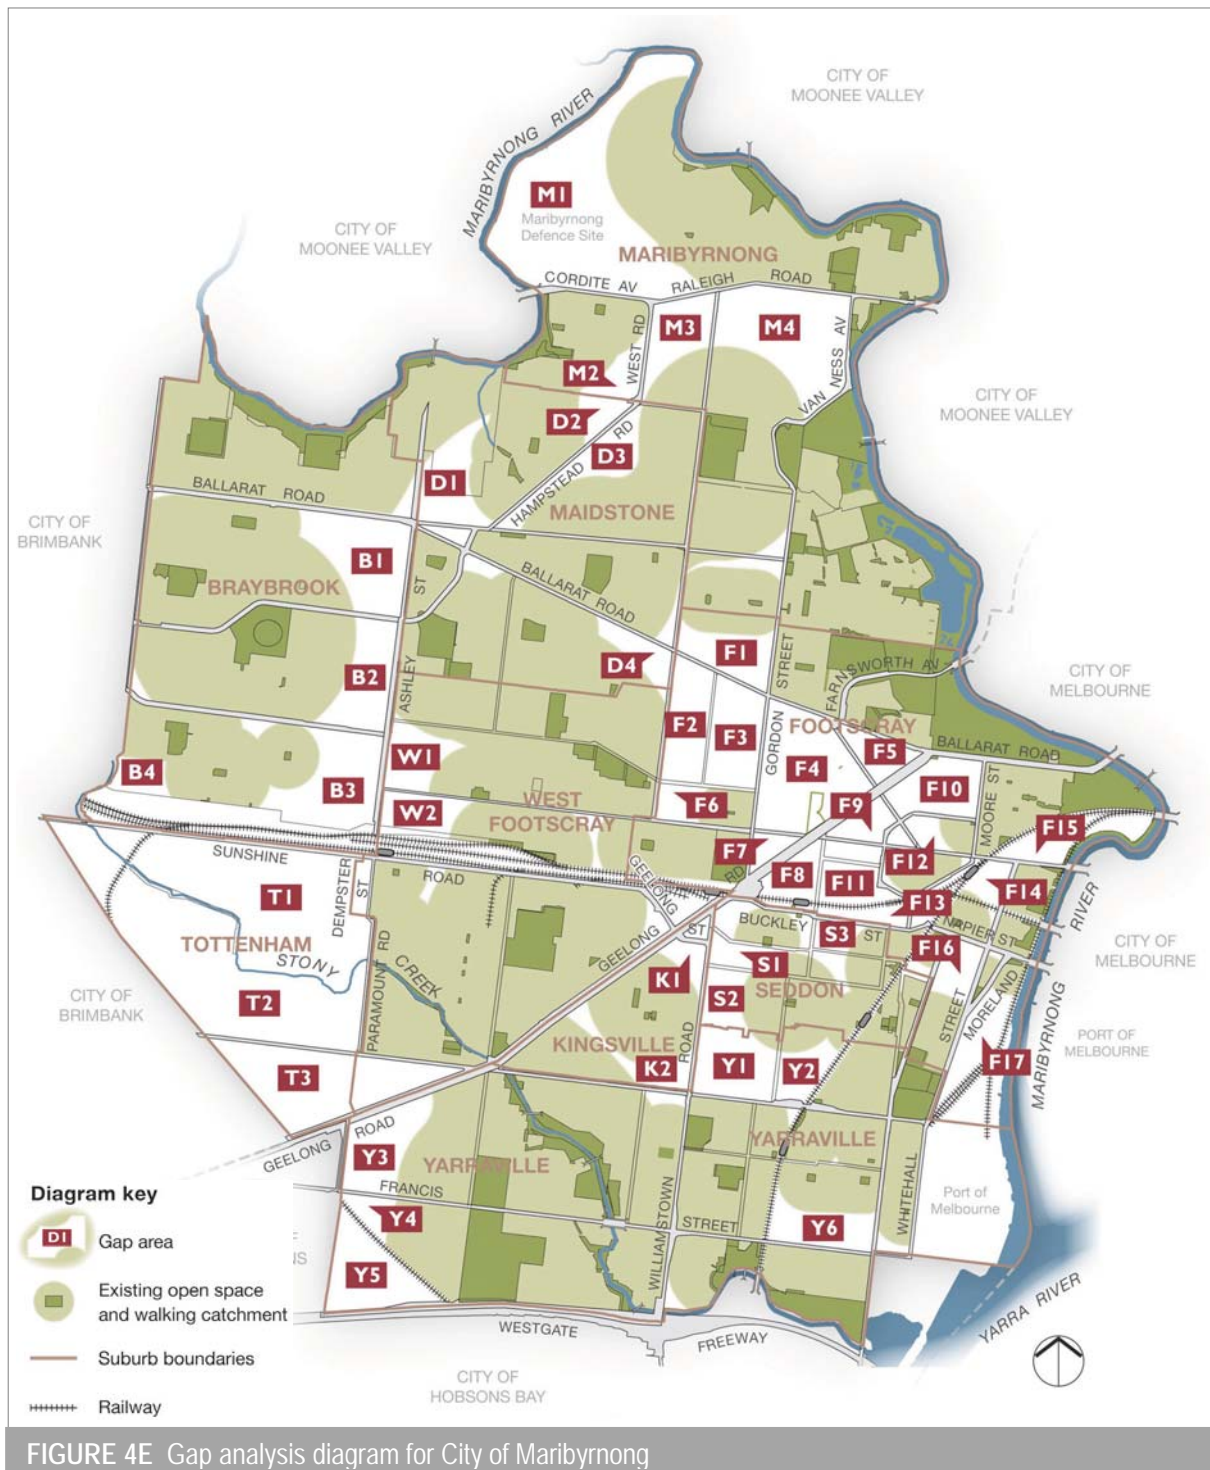 CITY OF
MOONEE VALLEY
MARIBYRNONG RIVER
M1
Maribyrnong
Defence Site
CITY OF
MOONEE VALLEY
MARIBYRNONG
CORDITE AV
RALEIGH
ROAD
M3
M4
WEST RD
VAN NESS AV
M2
CITY OF
MOONEE VALLEY
D2
D3
HAMPSTEAD RD
D1
BALLARAT ROAD
MAIDSTONE
CITY OF
BRIMBANK
B1
BRAYBROOK
BALLARAT ROAD
ASHLEY ST
F1
D4
GORDON STREET
FARNSWORTH AV
CITY OF
MELBOURNE
B2
F2
F3
FOOTSCRAY
F5
BALLARAT ROAD
W1
B4
F4
B3
F6
F9
F10
MOORE ST
W2
WEST
FOOTSCRAY
F15
SUNSHINE
ROAD
F7
F8
F12
F11
F14
GEELONG ST
GEELONG RD
T1
DEMPSTER ST
F13
BUCKLEY ST
S3
NAPIER ST
TOTTENHAM
STONY
CREEK
F16
CITY OF
MELBOURNE
S1
K1
SEDDON
T2
PARAMOUNT RD
S2
STREET
MORELAND
MARIBYRNONG RIVER
CITY OF
BRIMBANK
PORT OF
MELBOURNE
KINGSVILLE
ROAD
K2
Y1
Y2
F17
T3
GEELONG ROAD
Y3
YARRAVILLE
YARRAVILLE
FRANCIS
STREET
WILLIAMSTOWN
WHITEHALL
Port of
Melbourne
Y4
Y6
Y5
WESTGATE
FREEWAY
YARRA RIVER
CITY OF
HOBSONS BAY
Diagram key
D1
Gap area
Existing open space
and walking catchment
Suburb boundaries
Railway
FIGURE 4E Gap analysis diagram for City of Maribyrnong